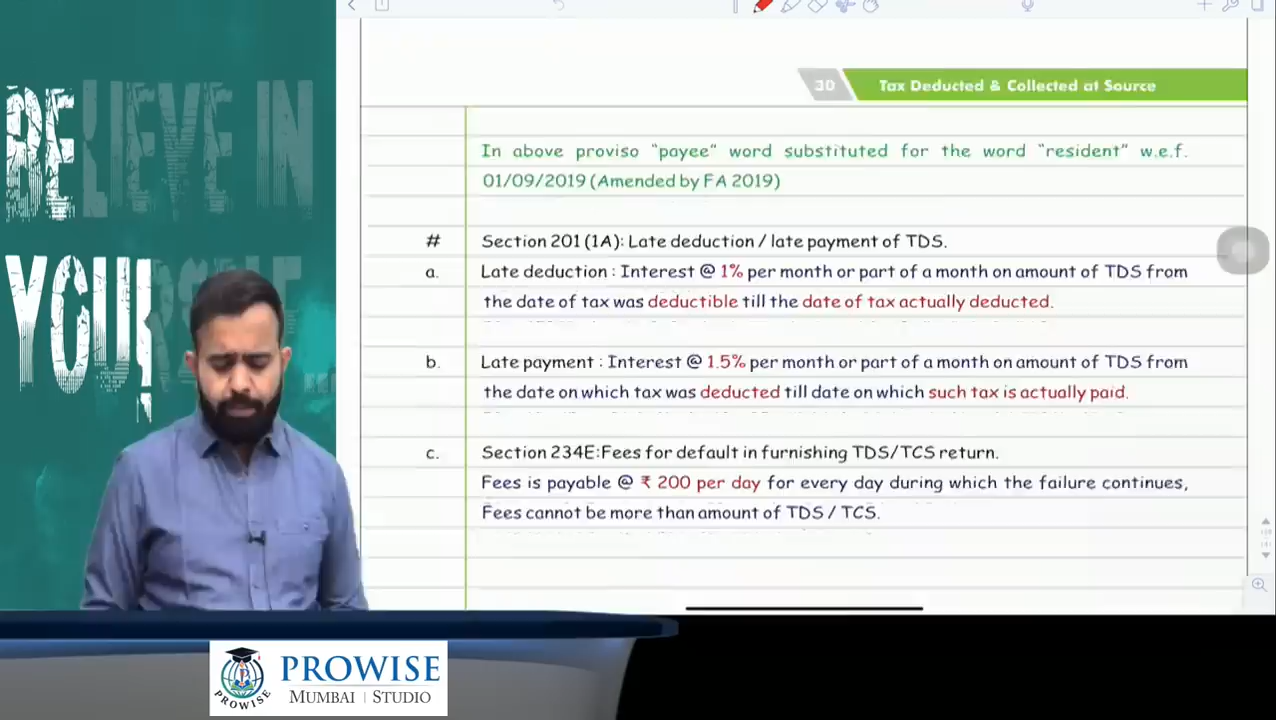 BELIEVE IN
YOURSELF
30 Tax Deducted & Collected at Source
In above proviso “payee” word substituted for the word “resident” w.e.f.
01/09/2019 (Amended by FA 2019)
# Section 201 (1A): Late deduction / late payment of TDS.
a. Late deduction : Interest @ 1% per month or part of a month on amount of TDS from
the date of tax was deductible till the date of tax actually deducted.
b. Late payment : Interest @ 1.5% per month or part of a month on amount of TDS from
the date on which tax was deducted till date on which such tax is actually paid.
c. Section 234E:Fees for default in furnishing TDS/TCS return.
Fees is payable @ ₹ 200 per day for every day during which the failure continues,
Fees cannot be more than amount of TDS / TCS.
PROWISE
PROWISE
MUMBAI | STUDIO